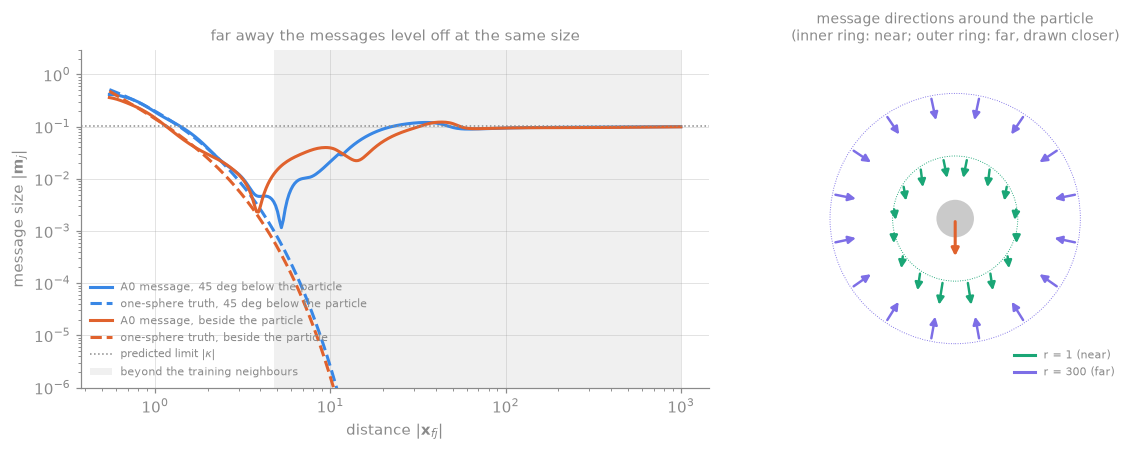 far away the messages level off at the same size
message size |mⱼ|
10⁰
10⁻¹
10⁻²
10⁻³
10⁻⁴
10⁻⁵
10⁻⁶
A0 message, 45 deg below the particle
one-sphere truth, 45 deg below the particle
A0 message, beside the particle
one-sphere truth, beside the particle
predicted limit |κ|
beyond the training neighbours
10⁰
10¹
10²
10³
distance |x_fj|
message directions around the particle
(inner ring: near; outer ring: far, drawn closer)
r = 1 (near)
r = 300 (far)